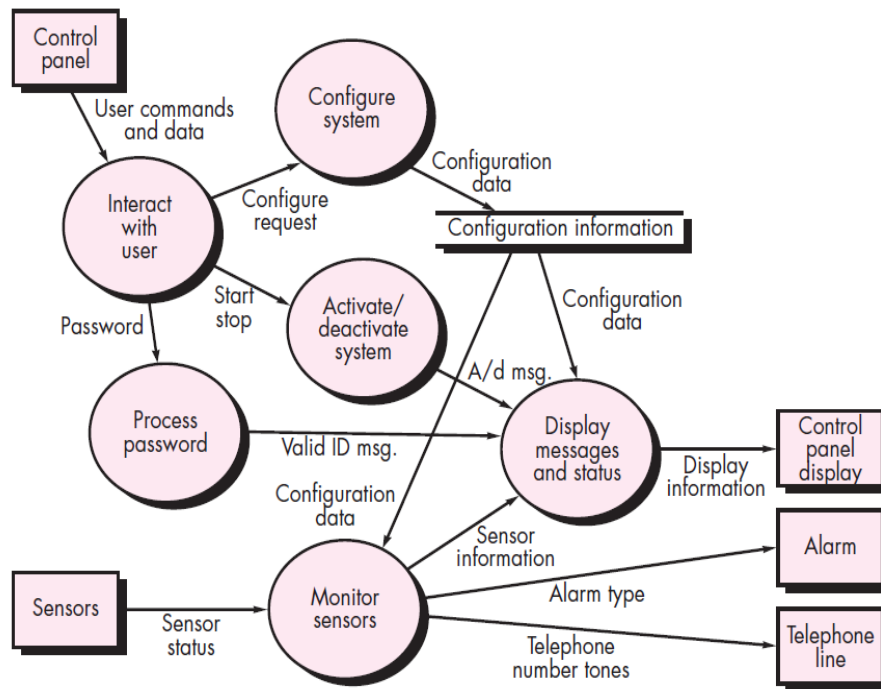 Control
panel
User commands
and data
Configure
system
Configuration
data
Interact
with
user
Configure
request
Configuration information
Start
stop
Activate/
deactivate
system
Configuration
data
Password
A/d msg.
Process
password
Valid ID msg.
Display
messages
and status
Control
panel
display
Display
information
Configuration
data
Sensor
information
Alarm
Sensors
Sensor
status
Monitor
sensors
Alarm type
Telephone
number tones
Telephone
line